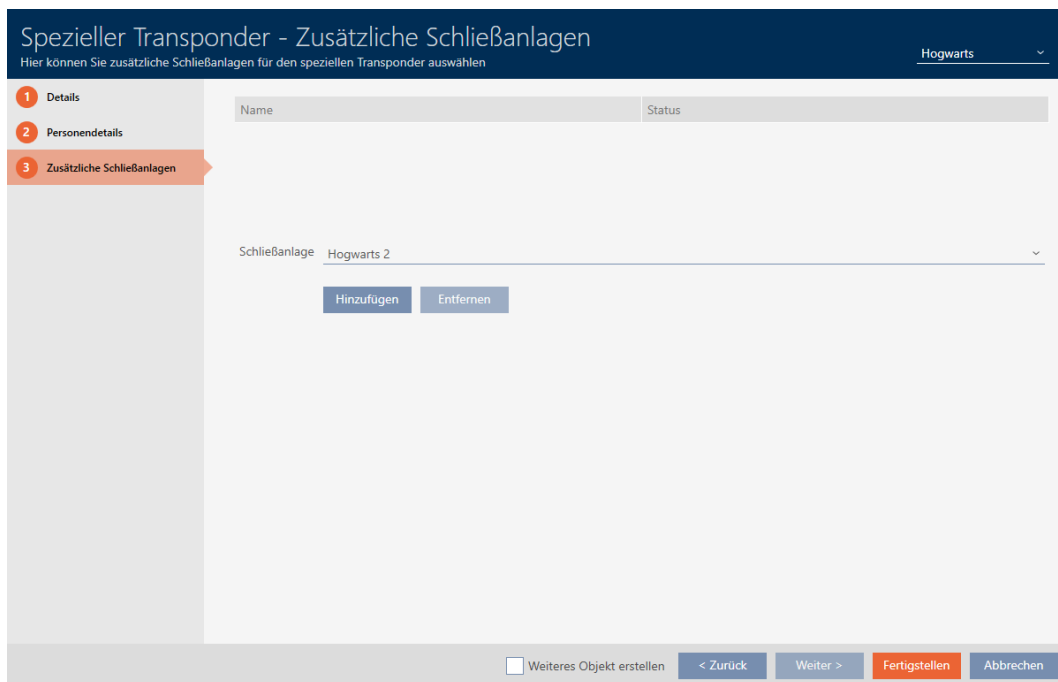 Spezieller Transponder - Zusätzliche Schließanlagen
Hier können Sie zusätzliche Schließanlagen für den speziellen Transponder auswählen
Hogwarts
1 Details
2 Personendetails
3 Zusätzliche Schließanlagen
Name Status
Schließanlage Hogwarts 2
Hinzufügen Entfernen
Weiteres Objekt erstellen < Zurück Weiter > Fertigstellen Abbrechen